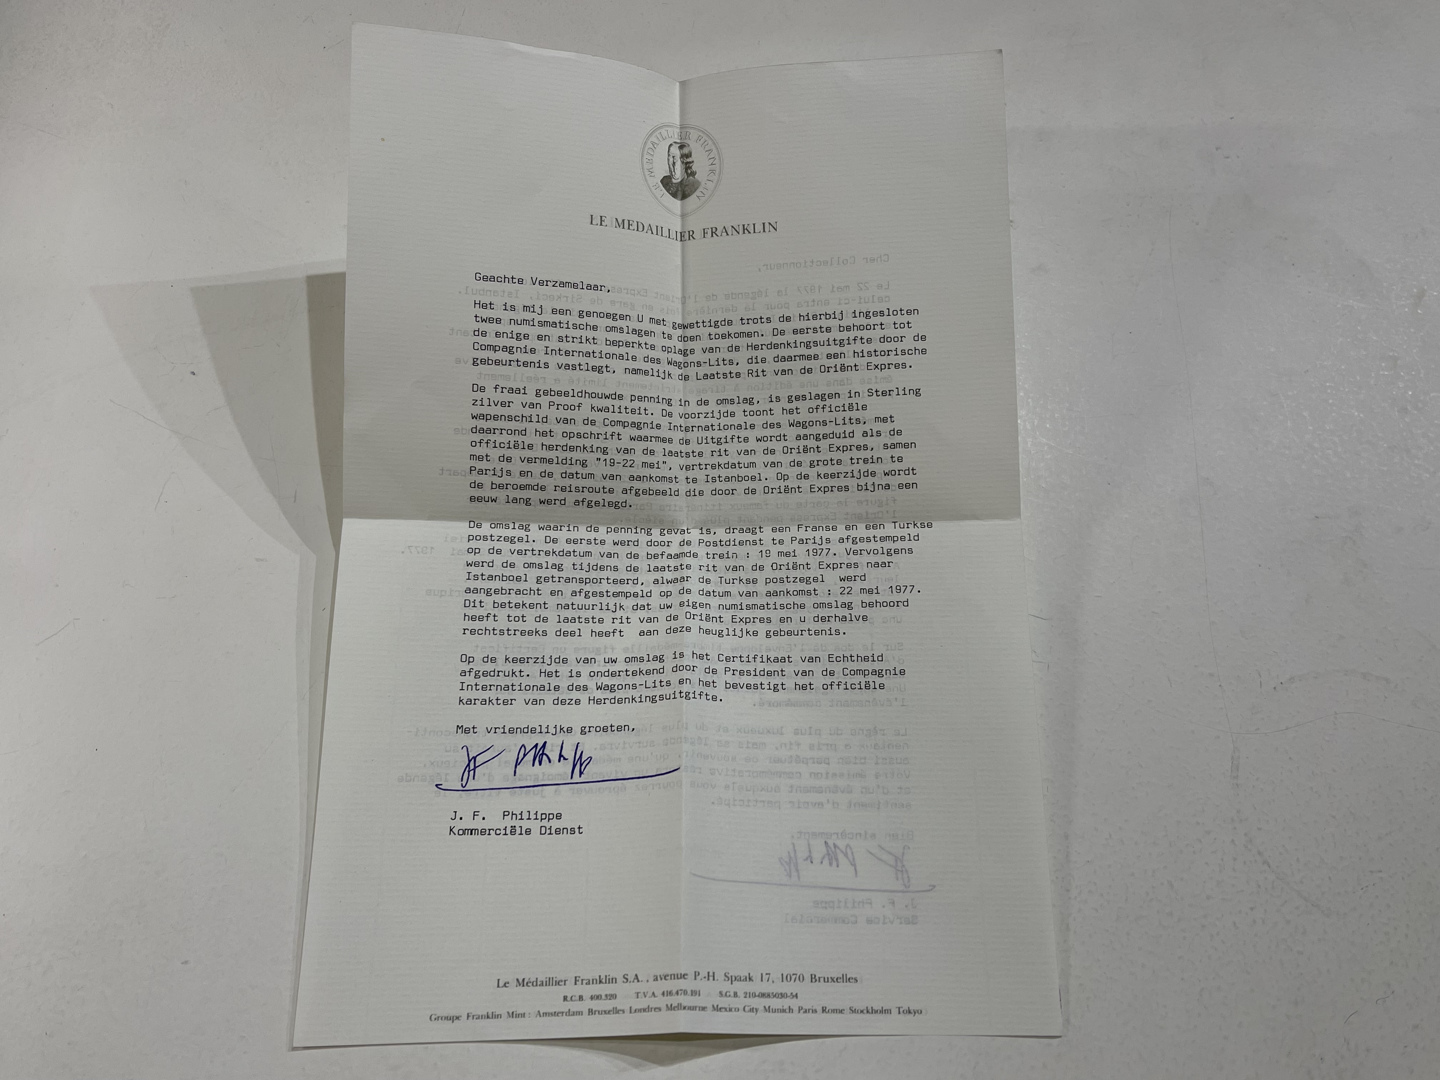 LE MEDAILLIER FRANKLIN
LE MEDAILLIER FRANKLIN
Geachte Verzamelaar,
Het is mij een genoegen U met gewettigde trots de hierbij ingesloten
twee numismatische omslagen te doen toekomen. De eerste behoort tot
de enige en strikt beperkte oplage van de Herdenkingsuitgifte door de
Compagnie Internationale des Wagons-Lits, die daarmee een historische
gebeurtenis vastlegt, namelijk de Laatste Rit van de Oriënt Expres.
De fraai gebeeldhouwde penning in de omslag, is geslagen in Sterling
zilver van Proof kwaliteit. De voorzijde toont het officiële
wapenschild van de Compagnie Internationale des Wagons-Lits, met
daarrond het opschrift waarmee de Uitgifte wordt aangeduid als de
officiële herdenking van de laatste rit van de Oriënt Expres, samen
met de vermelding "19-22 mei", vertrekdatum van de grote trein te
Parijs en de datum van aankomst te Istanboel. Op de keerzijde wordt
de beroemde reisroute afgebeeld die door de Oriënt Expres bijna een
eeuw lang werd afgelegd.
De omslag waarin de penning gevat is, draagt een Franse en een Turkse
postzegel. De eerste werd door de Postdienst te Parijs afgestempeld
op de vertrekdatum van de befaamde trein : 19 mei 1977. Vervolgens
werd de omslag tijdens de laatste rit van de Oriënt Expres naar
Istanboel getransporteerd, alwaar de Turkse postzegel werd
aangebracht en afgestempeld op de datum van aankomst : 22 mei 1977.
Dit betekent natuurlijk dat uw eigen numismatische omslag behoord
heeft tot de laatste rit van de Oriënt Expres en u derhalve
rechtstreeks deel heeft aan deze heuglijke gebeurtenis.
Op de keerzijde van uw omslag is het Certifikaat van Echtheid
afgedrukt. Het is ondertekend door de President van de Compagnie
Internationale des Wagons-Lits en het bevestigt het officiële
karakter van deze Herdenkingsuitgifte.
Met vriendelijke groeten,
J. F. Philippe
Kommerciële Dienst
Le Médaillier Franklin S.A., avenue P.-H. Spaak 17, 1070 Bruxelles
R.C.B. 400.320 T.V.A. 416.470.191 S.G.B. 210-0685030-54
Groupe Franklin Mint : Amsterdam Bruxelles Londres Melbourne Mexico City Munich Paris Rome Stockholm Tokyo